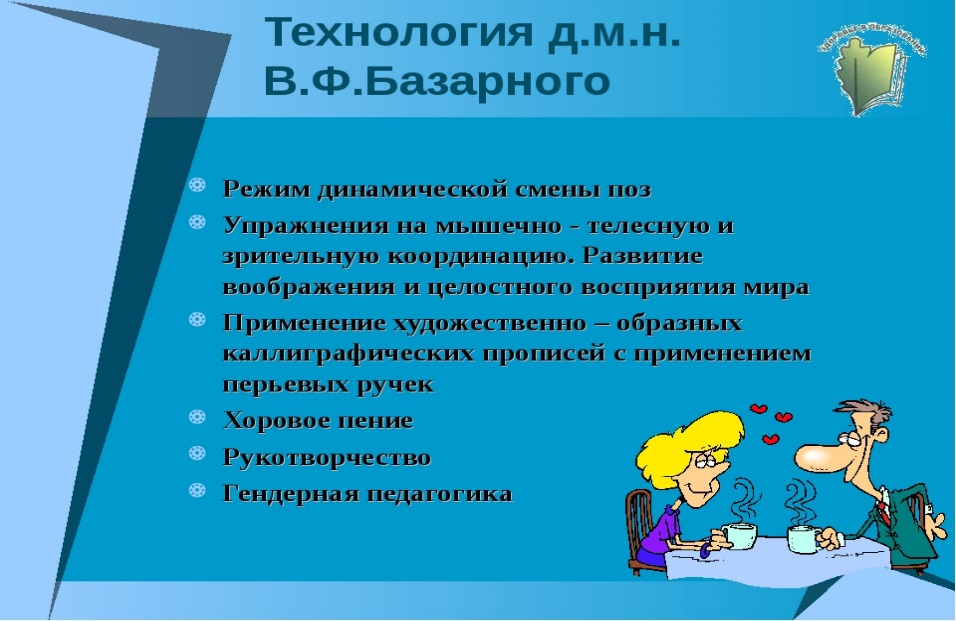 Технология д.м.н.
В.Ф.Базарного
Режим динамической смены поз
Упражнения на мышечно - телесную и
зрительную координацию. Развитие
воображения и целостного восприятия мира
Применение художественно – образных
каллиграфических прописей с применением
перьевых ручек
Хоровое пение
Рукотворчество
Гендерная педагогика